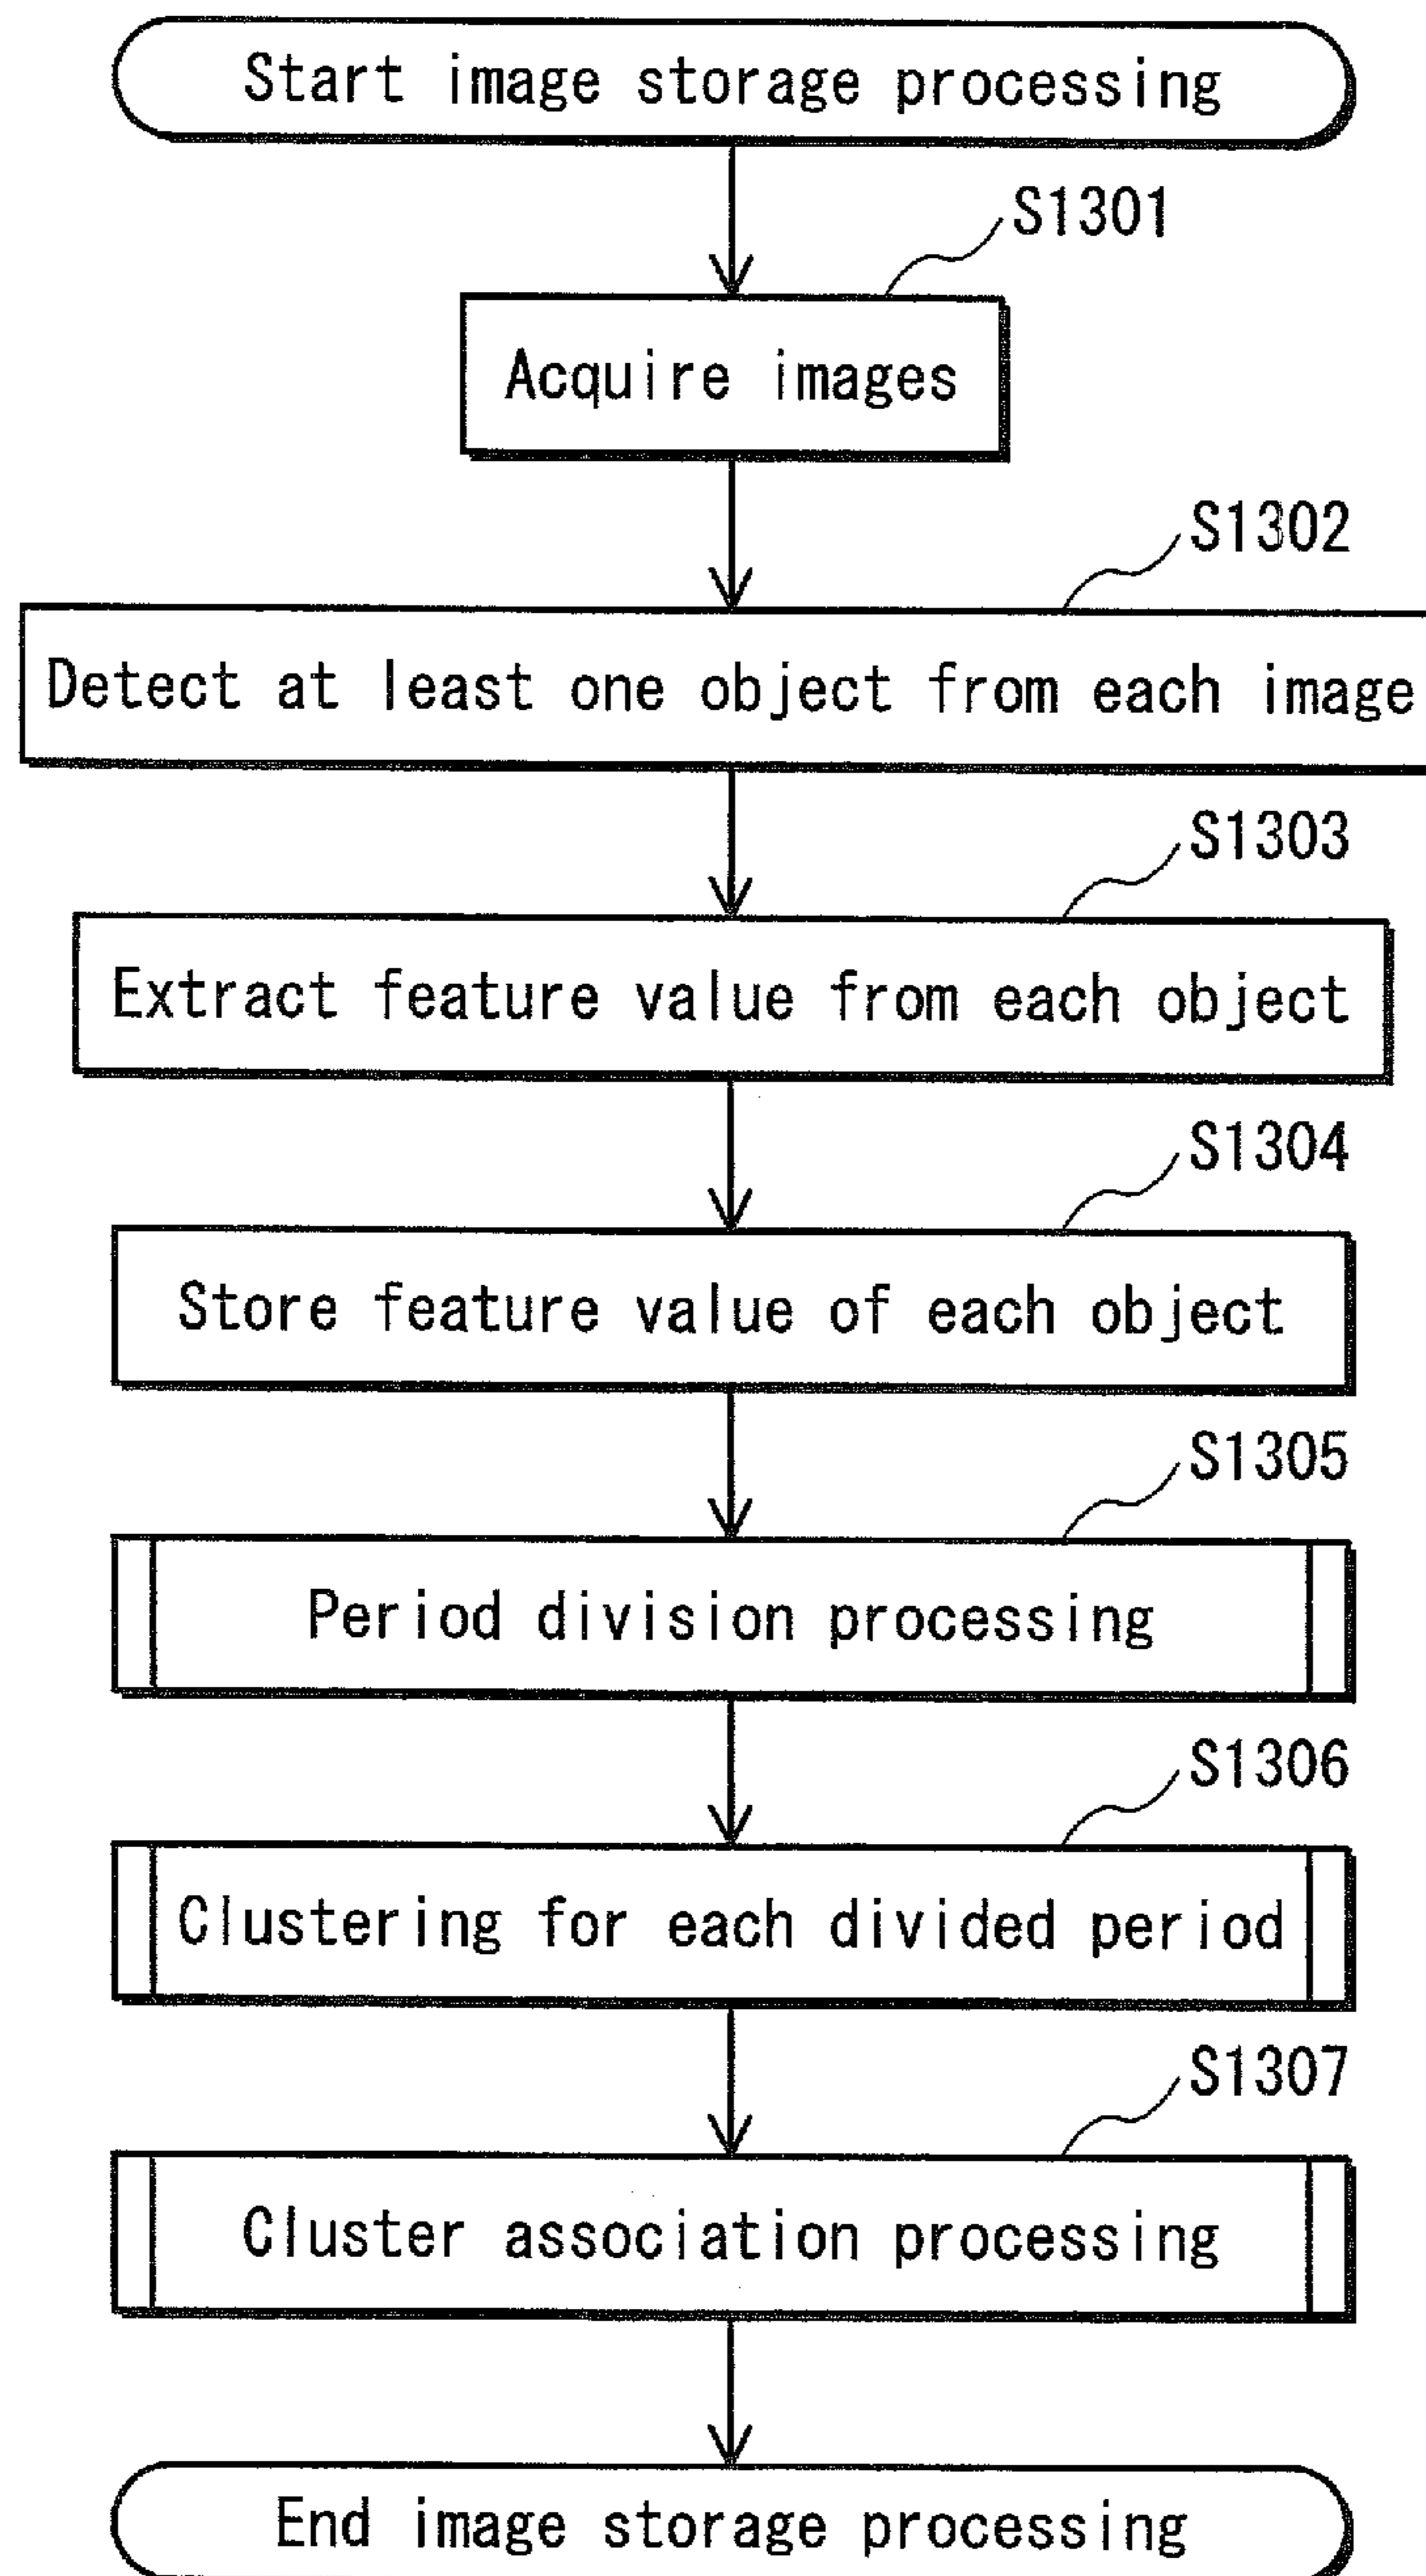 Start image storage processing
S1301
Acquire images
S1302
Detect at least one object from each image
S1303
Extract feature value from each object
S1304
Store feature value of each object
S1305
Period division processing
S1306
Clustering for each divided period
S1307
Cluster association processing
End image storage processing